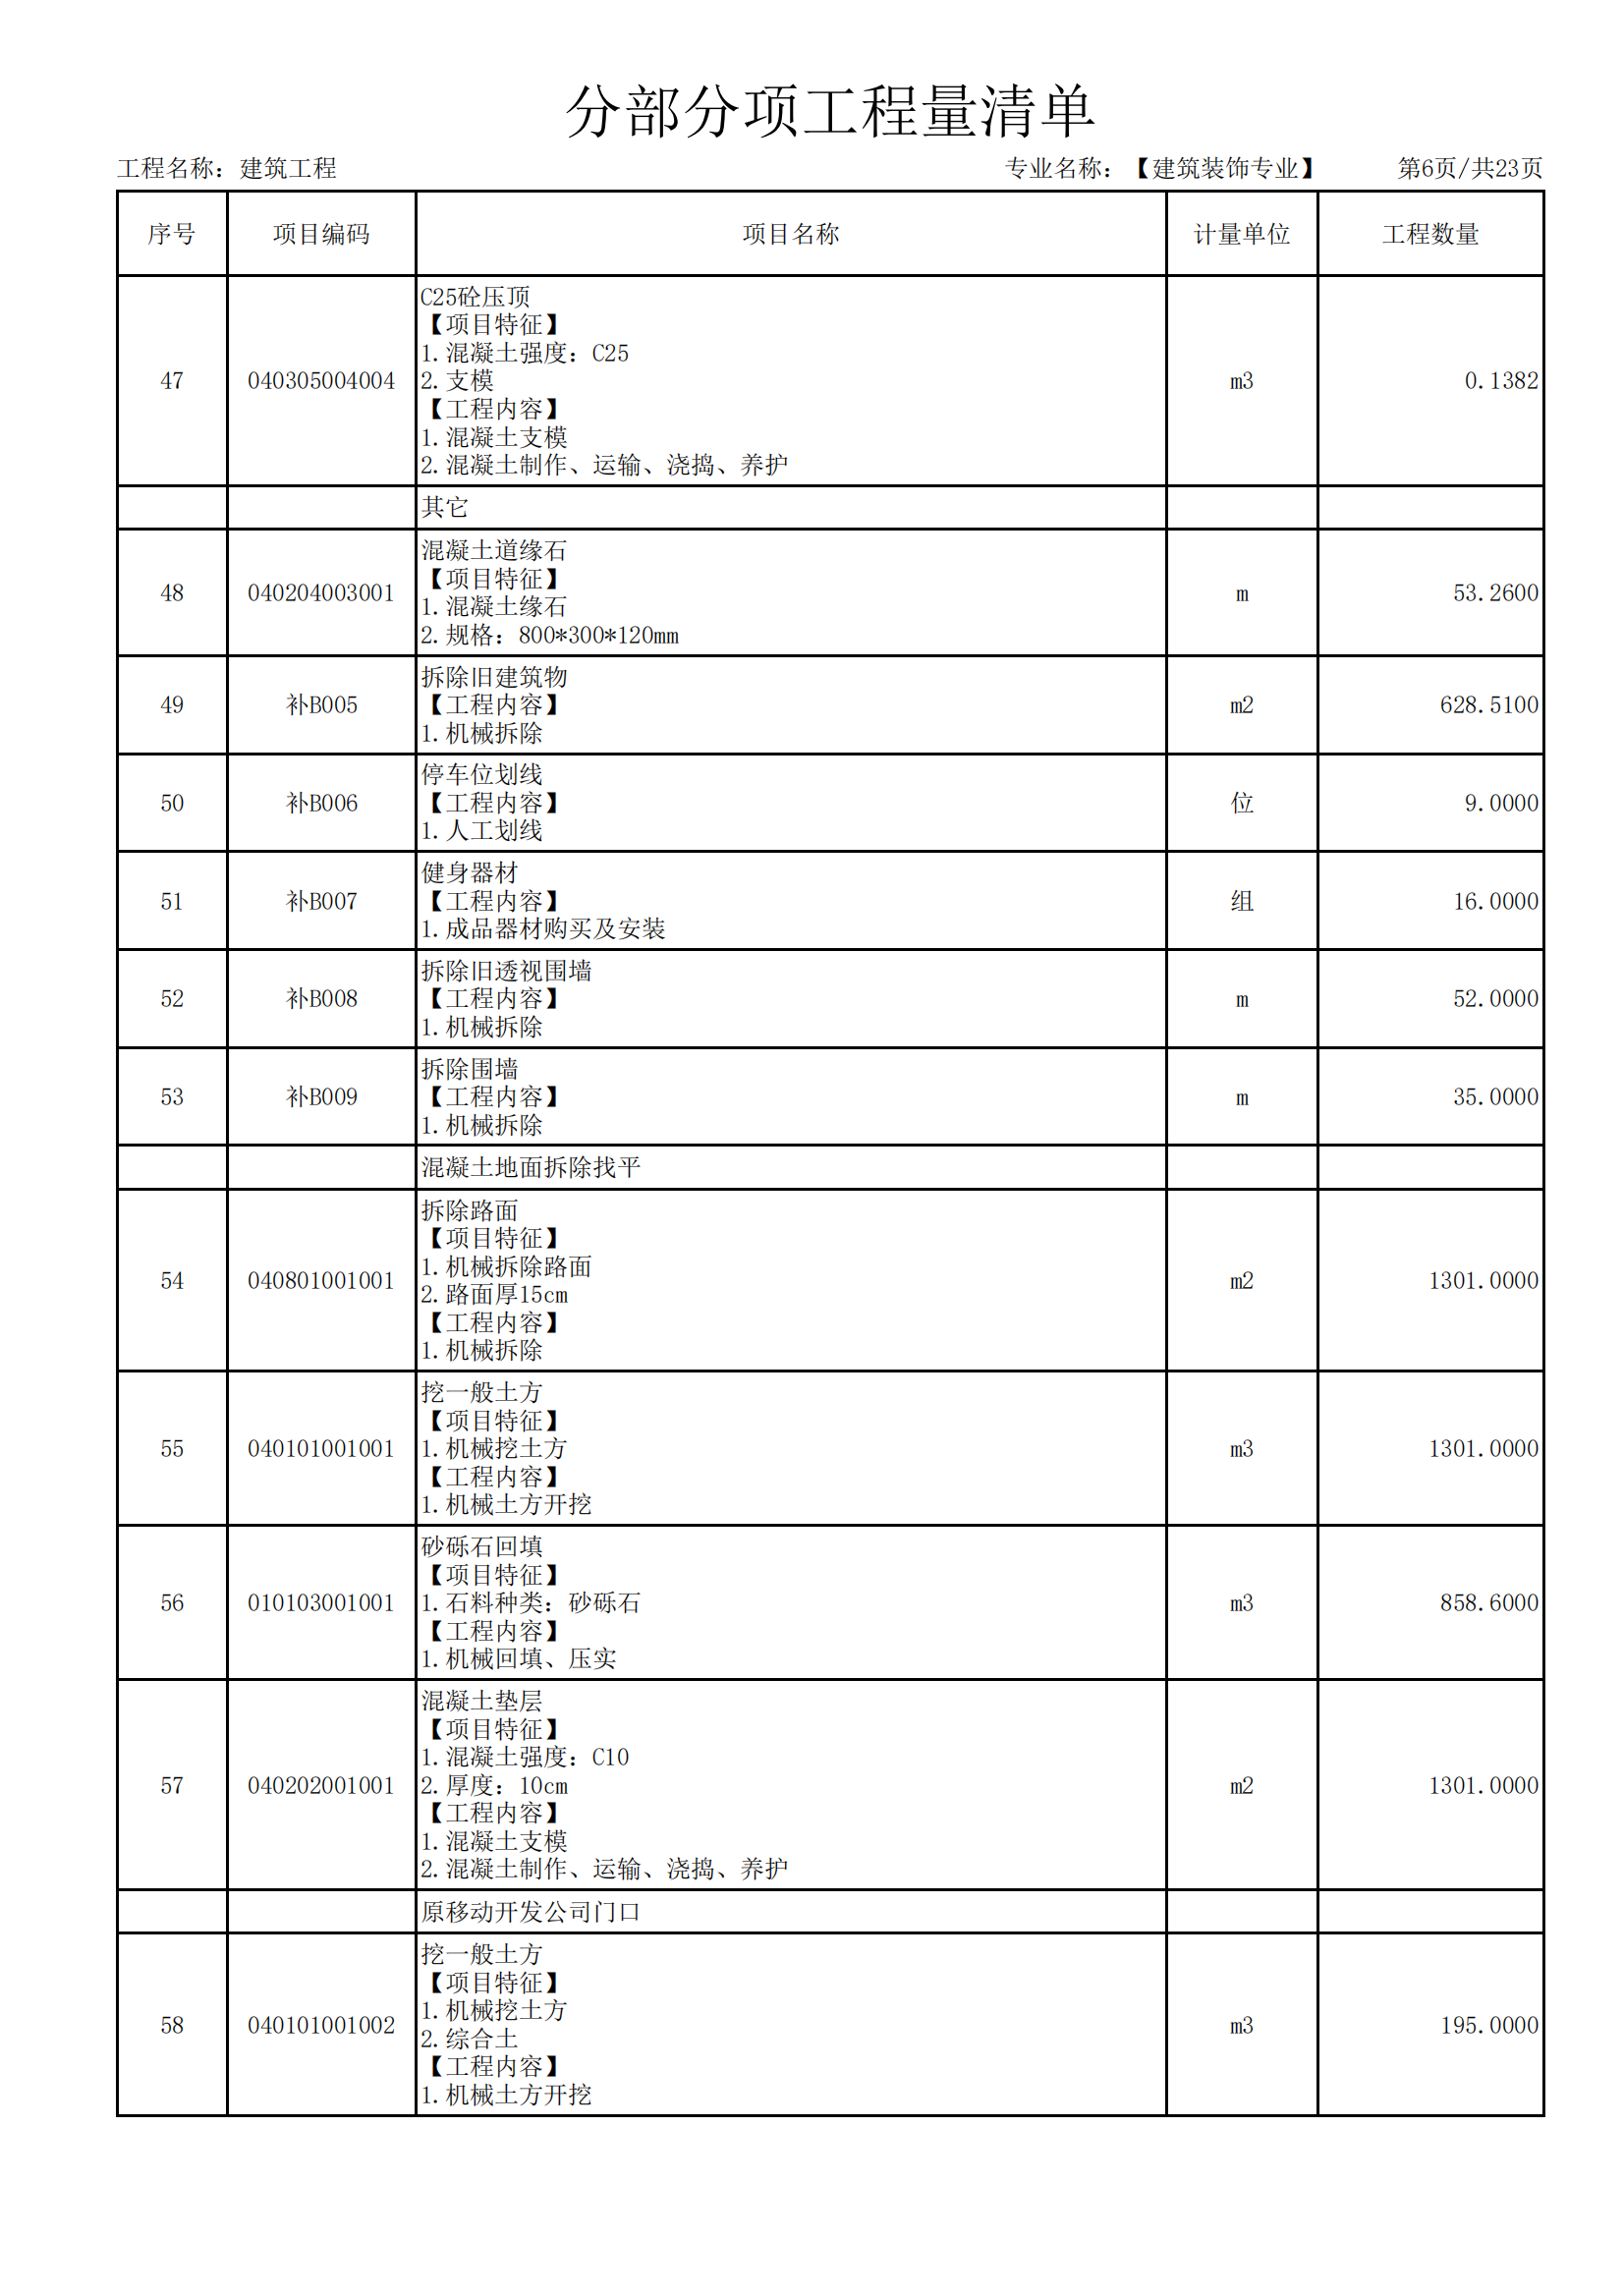 分部分项工程量清单
工程名称：建筑工程 专业名称：【建筑装饰专业】 第6页/共23页
序号 项目编码 项目名称 计量单位 工程数量
C25砼压顶
【项目特征】
1.混凝土强度：C25
47 040305004004 2.支模 m3 0.1382
【工程内容】
1.混凝土支模
2.混凝土制作、运输、浇捣、养护
其它
混凝土道缘石
【项目特征】
48 040204003001 1.混凝土缘石 m 53.2600
2.规格：800*300*120mm
拆除旧建筑物
49 补B005 【工程内容】 m2 628.5100
1.机械拆除
停车位划线
50 补B006 【工程内容】 位 9.0000
1.人工划线
健身器材
51 补B007 【工程内容】 组 16.0000
1.成品器材购买及安装
拆除旧透视围墙
52 补B008 【工程内容】 m 52.0000
1.机械拆除
拆除围墙
53 补B009 【工程内容】 m 35.0000
1.机械拆除
混凝土地面拆除找平
拆除路面
【项目特征】
1.机械拆除路面
54 040801001001 2.路面厚15cm m2 1301.0000
【工程内容】
1.机械拆除
挖一般土方
【项目特征】
55 040101001001 1.机械挖土方 m3 1301.0000
【工程内容】
1.机械土方开挖
砂砾石回填
【项目特征】
56 010103001001 1.石料种类：砂砾石 m3 858.6000
【工程内容】
1.机械回填、压实
混凝土垫层
【项目特征】
1.混凝土强度：C10
57 040202001001 2.厚度：10cm m2 1301.0000
【工程内容】
1.混凝土支模
2.混凝土制作、运输、浇捣、养护
原移动开发公司门口
挖一般土方
【项目特征】
1.机械挖土方
58 040101001002 2.综合土 m3 195.0000
【工程内容】
1.机械土方开挖